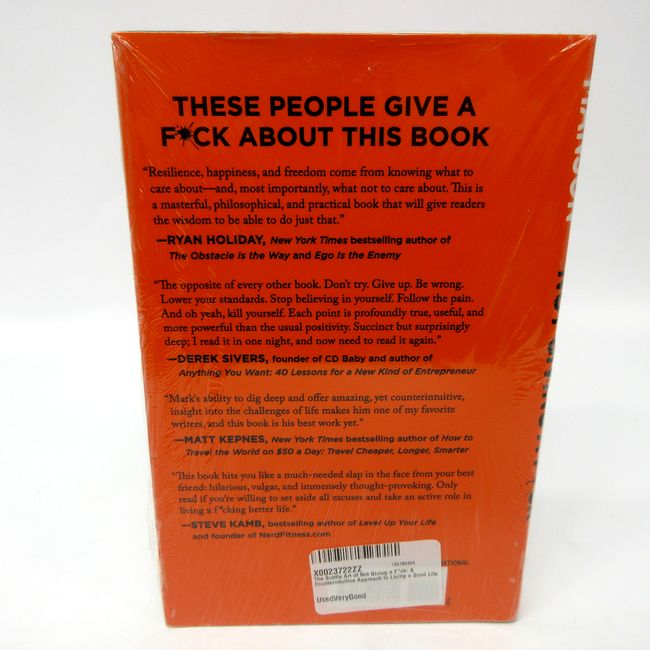 THESE PEOPLE GIVE A
F*CK ABOUT THIS BOOK
“Resilience, happiness, and freedom come from knowing what to
care about—and, most importantly, what not to care about. This is
a masterful, philosophical, and practical book that will give readers
the wisdom to be able to do just that.”
—RYAN HOLIDAY, New York Times bestselling author of
The Obstacle Is the Way and Ego Is the Enemy
“The opposite of every other book. Don't try. Give up. Be wrong.
Lower your standards. Stop believing in yourself. Follow the pain.
And oh yeah, kill yourself. Each point is profoundly true, useful, and
more powerful than the usual positivity. Succinct but surprisingly
deep; I read it in one night, and now need to read it again.”
—DEREK SIVERS, founder of CD Baby and author of
Anything You Want: 40 Lessons for a New Kind of Entrepreneur
“Mark's ability to dig deep and offer amazing, yet counterintuitive,
insight into the challenges of life makes him one of my favorite
writers, and this book is his best work yet.”
—MATT KEPNES, New York Times bestselling author of How to
Travel the World on $50 a Day: Travel Cheaper, Longer, Smarter
“This book hits you like a much-needed slap in the face from your best
friend: hilarious, vulgar, and immensely thought-provoking. Only
read if you're willing to set aside all excuses and take an active role in
living a f*cking better life.”
—STEVE KAMB, bestselling author of Level Up Your Life
and founder of NerdFitness.com
X0023722ZZ
The Subtle Art of Not Giving a F*ck: A
Counterintuitive Approach to Living a Good Life
UsedVeryGood
MANSON